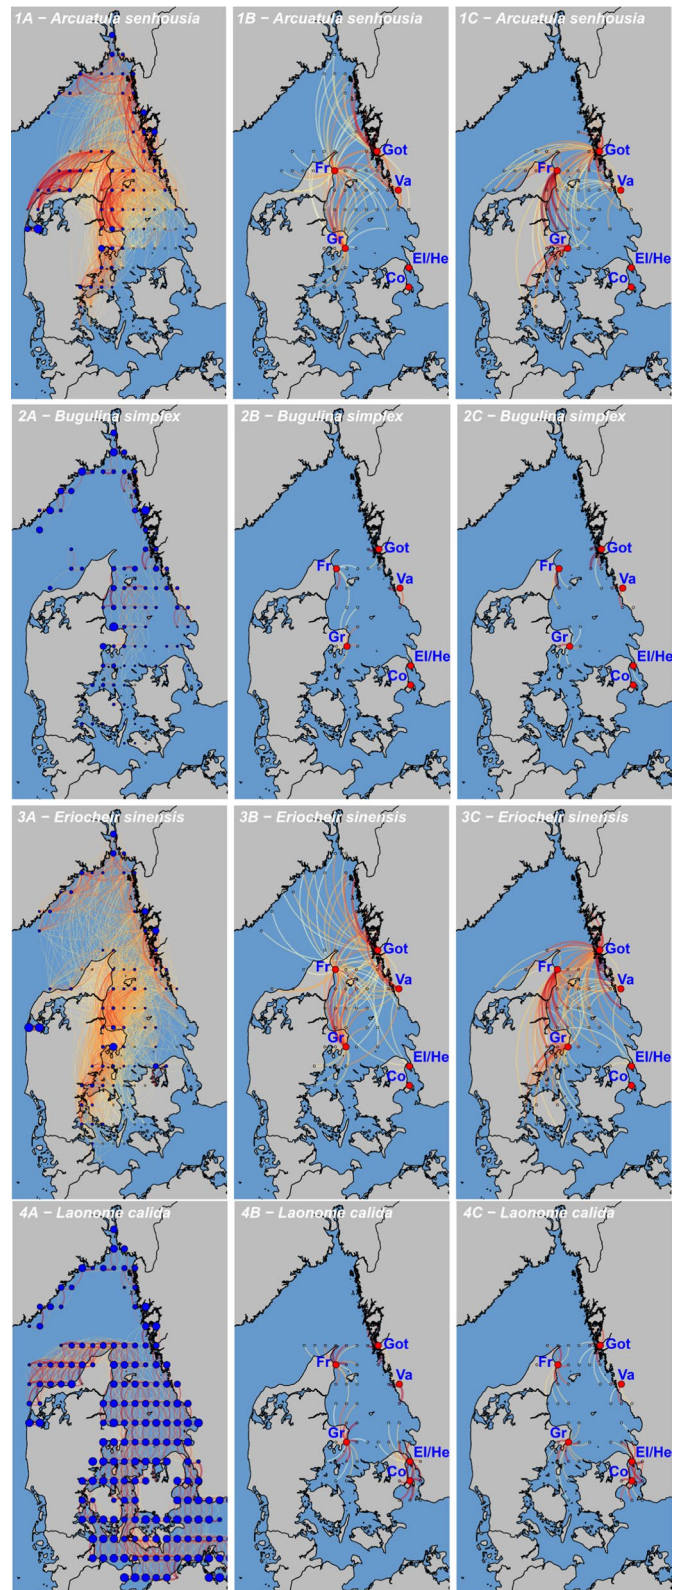 1A – Arcuatula senhousia
1B – Arcuatula senhousia
1C – Arcuatula senhousia
Got
Fr
Va
Gr
El/He
Co
Got
Fr
Va
Gr
El/He
Co
2A – Bugulina simplex
2B – Bugulina simplex
2C – Bugulina simplex
Got
Fr
Va
Gr
El/He
Co
Got
Fr
Va
Gr
El/He
Co
3A – Eriocheir sinensis
3B – Eriocheir sinensis
3C – Eriocheir sinensis
Got
Fr
Va
Gr
El/He
Co
Got
Fr
Va
Gr
El/He
Co
4A – Laonome calida
4B – Laonome calida
4C – Laonome calida
Got
Fr
Va
Gr
El/He
Co
Got
Fr
Va
Gr
El/He
Co